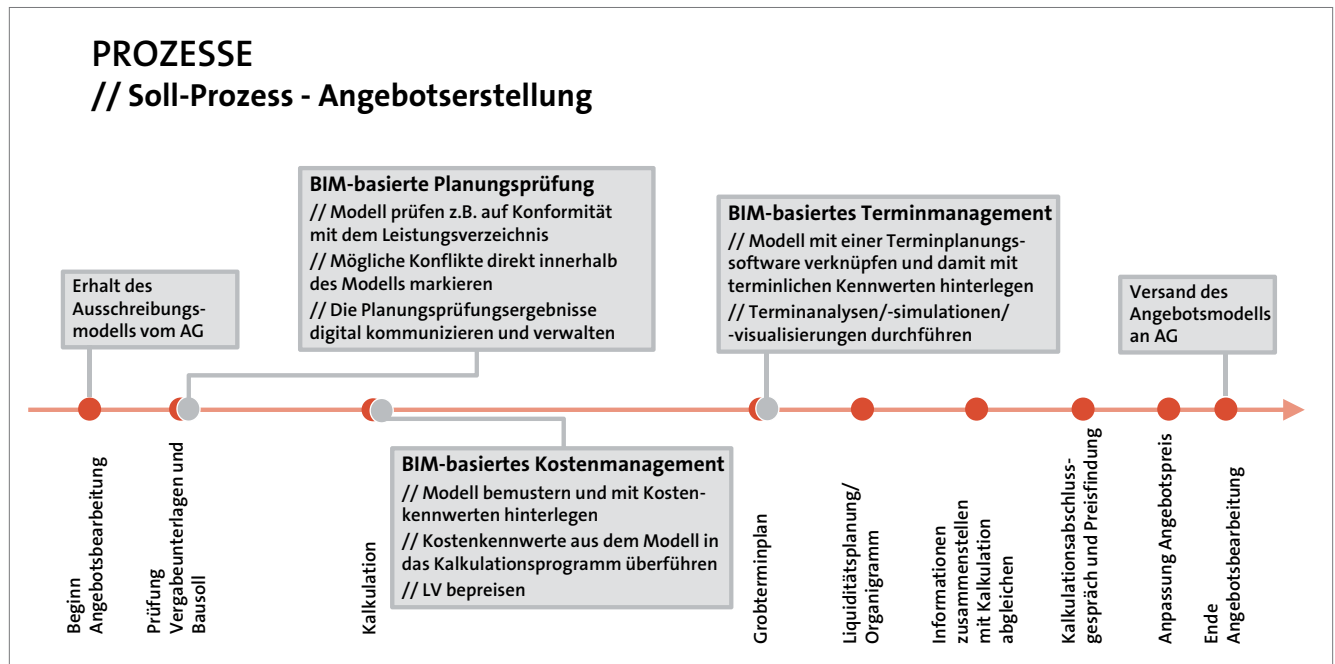 PROZESSE
// Soll-Prozess - Angebotserstellung
Erhalt des
Ausschreibungs-
modells vom AG
BIM-basierte Planungsprüfung
// Modell prüfen z.B. auf Konformität
mit dem Leistungsverzeichnis
// Mögliche Konflikte direkt innerhalb
des Modells markieren
// Die Planungsprüfungsergebnisse
digital kommunizieren und verwalten
BIM-basiertes Terminmanagement
// Modell mit einer Terminplanungs-
software verknüpfen und damit mit
terminlichen Kennwerten hinterlegen
// Terminanalysen/-simulationen/
-visualisierungen durchführen
Versand des
Angebotsmodells
an AG
BIM-basiertes Kostenmanagement
// Modell bemustern und mit Kosten-
kennwerten hinterlegen
// Kostenkennwerte aus dem Modell in
das Kalkulationsprogramm überführen
// LV bepreisen
Beginn
Angebotsbearbeitung
Prüfung
Vergabeunterlagen und
Bausoll
Kalkulation
Grobterminplan
Liquiditätsplanung/
Organigramm
Informationen
zusammenstellen
mit Kalkulation
abgleichen
Kalkulationsabschluss-
gespräch und Preisfindung
Anpassung Angebotspreis
Ende
Angebotsbearbeitung